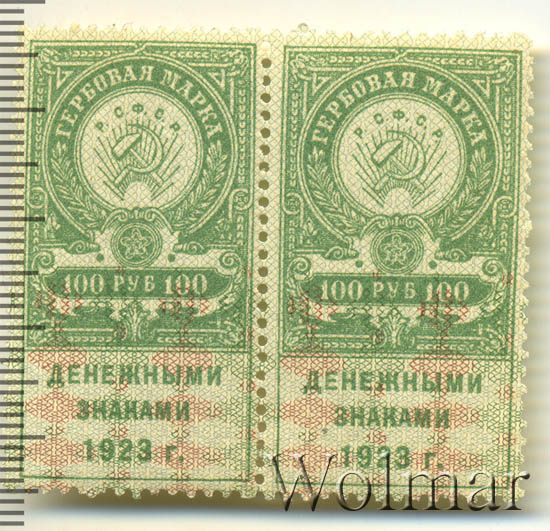 ГЕРБОВАЯ МАРКА
Р.С.Ф.С.Р.
100 РУБ 100
ДЕНЕЖНЫМИ
ЗНАКАМИ
1923 г.
ГЕРБОВАЯ МАРКА
Р.С.Ф.С.Р.
100 РУБ 100
ДЕНЕЖНЫМИ
ЗНАКАМИ
1923 г.
Wolmar